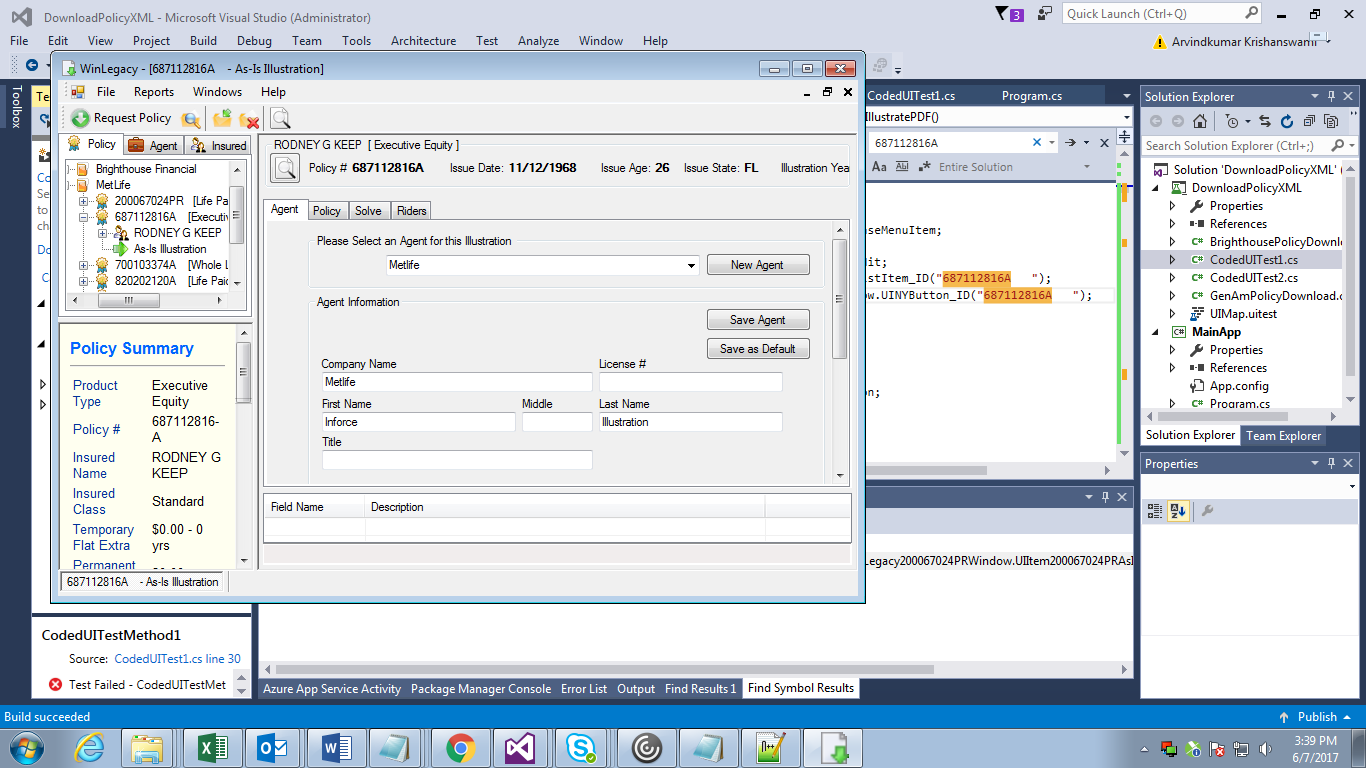 DownloadPolicyXML - Microsoft Visual Studio (Administrator)
3
Quick Launch (Ctrl+Q)
File Edit View Project Build Debug Team Tools Architecture Test Analyze Window Help
Arvindkumar Krishanswami
Toolbox
Te
WinLegacy - [687112816A - As-Is Illustration]
File Reports Windows Help
Request Policy
Policy Agent Insured
Brighthouse Financial
MetLife
200067024PR [Life Pa
687112816A [Executiv
RODNEY G KEEP
As-Is Illustration
700103374A [Whole L
820202120A [Life Paid
Policy Summary
Product Type Executive Equity
Policy # 687112816-A
Insured Name RODNEY G KEEP
Insured Class Standard
Temporary Flat Extra $0.00 - 0 yrs
Permanent
687112816A - As-Is Illustration
RODNEY G KEEP [ Executive Equity ]
Policy # 687112816A Issue Date: 11/12/1968 Issue Age: 26 Issue State: FL Illustration Yea
Agent Policy Solve Riders
Please Select an Agent for this Illustration
Metlife
New Agent
Agent Information
Save Agent
Save as Default
Company Name License #
Metlife
First Name Middle Last Name
Inforce Illustration
Title
Field Name Description
CodedUITest1.cs Program.cs
IllustratePDF()
687112816A
Aa Ab .* Entire Solution
seMenuItem;
it;
istItem_ID("687112816A ");
ow.UINYButton_ID("687112816A ");
on;
Legacy200067024PRWindow.UIItem200067024PRAsI
Solution Explorer
Search Solution Explorer (Ctrl+;)
Solution 'DownloadPolicyXML' (
DownloadPolicyXML
Properties
References
BrighthousePolicyDownl
CodedUITest1.cs
CodedUITest2.cs
GenAmPolicyDownload.c
UIMap.uitest
MainApp
Properties
References
App.config
Program.cs
Solution Explorer Team Explorer
Properties
CodedUITestMethod1
Source: CodedUITest1.cs line 30
Test Failed - CodedUITestMet
Azure App Service Activity Package Manager Console Error List Output Find Results 1 Find Symbol Results
Build succeeded
Publish
3:39 PM
6/7/2017